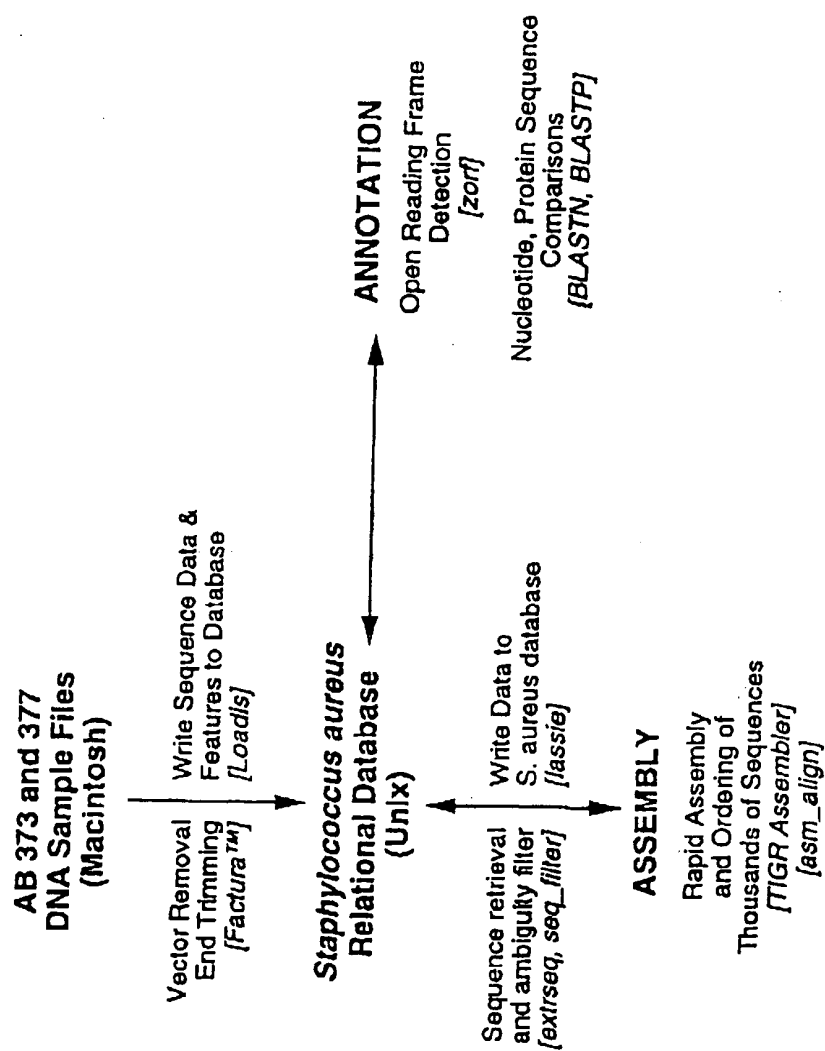 AB 373 and 377
DNA Sample Files
(Macintosh)
Vector Removal
End Trimming
[Factura™]
Write Sequence Data &
Features to Database
[Loadis]
Staphylococcus aureus
Relational Database
(Unix)
ANNOTATION
Open Reading Frame
Detection
[zorf]
Nucleotide, Protein Sequence
Comparisons
[BLASTN, BLASTP]
Sequence retrieval
and ambiguity filter
[extrseq, seq_filter]
Write Data to
S. aureus database
[lassie]
ASSEMBLY
Rapid Assembly
and Ordering of
Thousands of Sequences
[TIGR Assembler]
[asm_align]